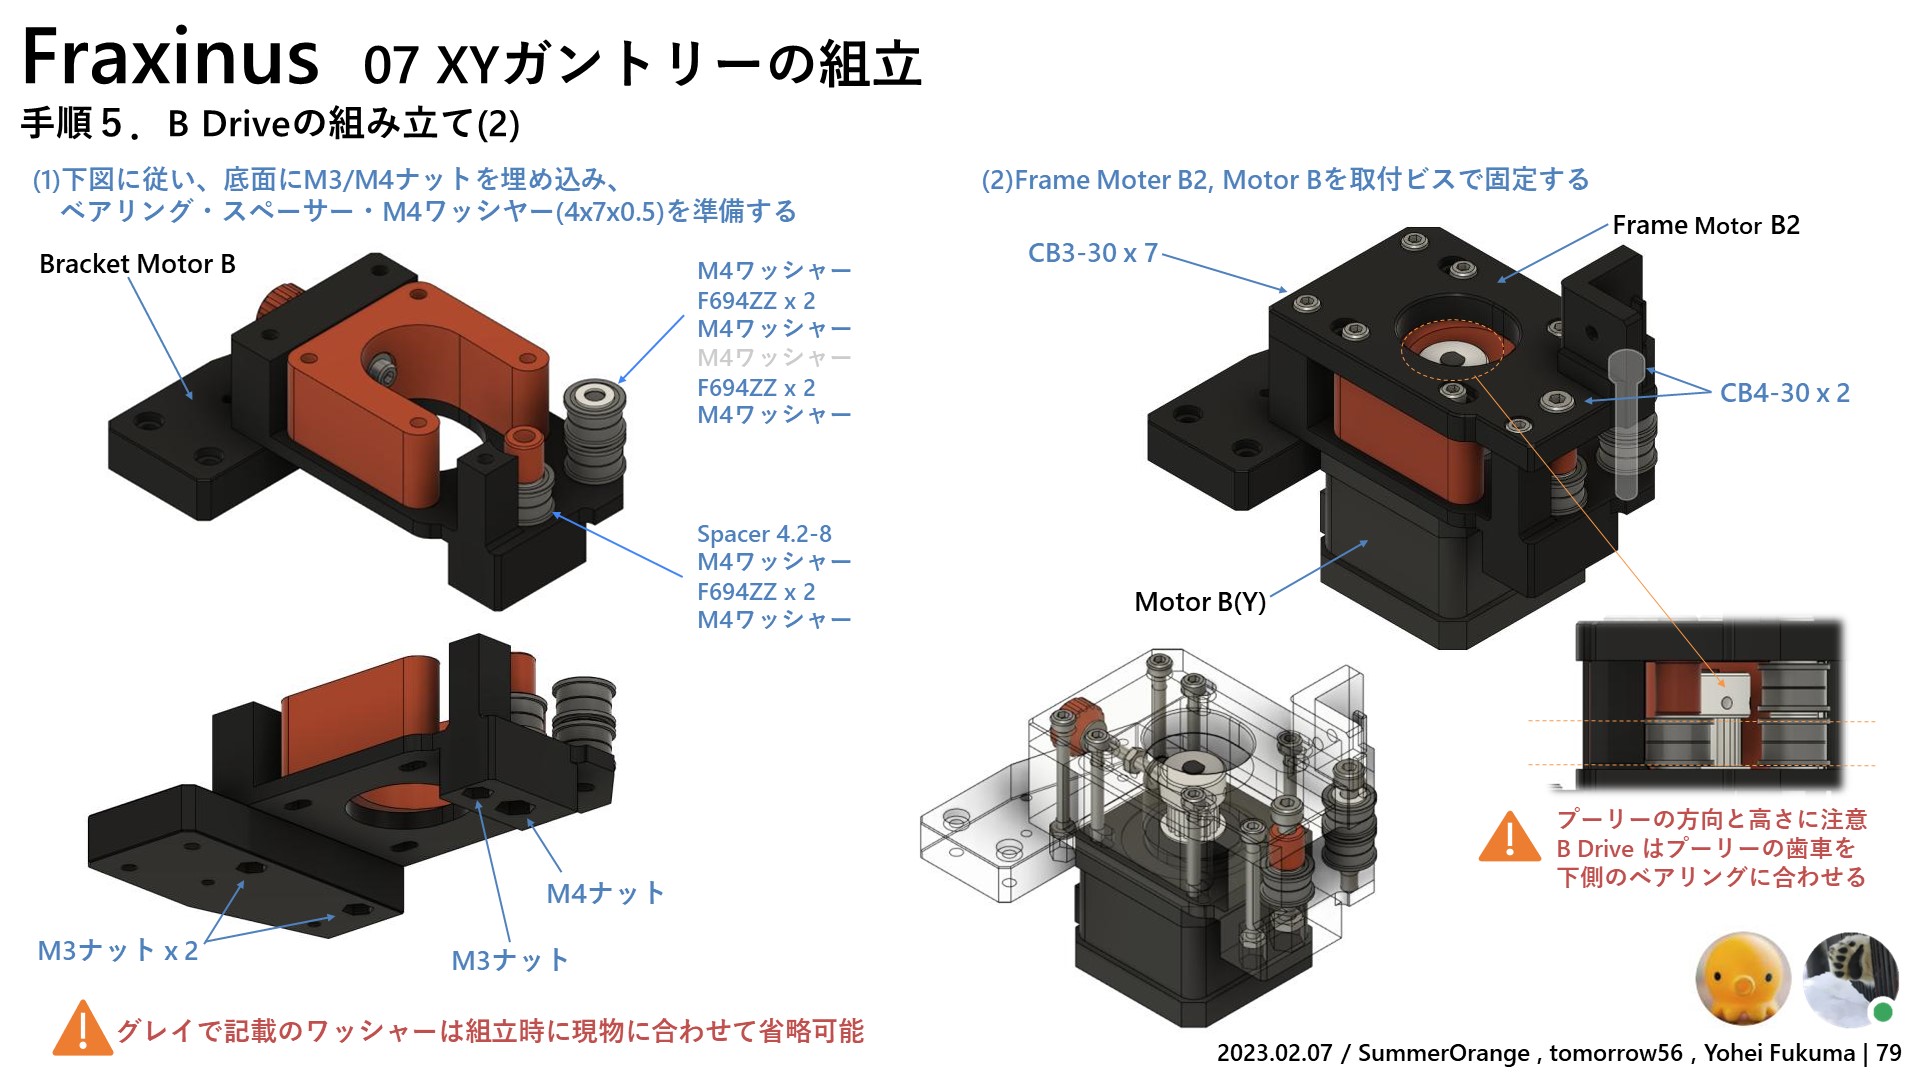 Fraxinus 07 XYガントリーの組立
手順５．B Driveの組み立て(2)
(1)下図に従い、底面にM3/M4ナットを埋め込み、
ベアリング・スペーサー・M4ワッシヤー(4x7x0.5)を準備する
Bracket Motor B
M4ワッシャー
F694ZZ x 2
M4ワッシャー
M4ワッシャー
F694ZZ x 2
M4ワッシャー
Spacer 4.2-8
M4ワッシャー
F694ZZ x 2
M4ワッシャー
M4ナット
M3ナット x 2
M3ナット
グレイで記載のワッシャーは組立時に現物に合わせて省略可能
(2)Frame Moter B2, Motor Bを取付ビスで固定する
Frame Motor B2
CB3-30 x 7
CB4-30 x 2
Motor B(Y)
プーリーの方向と高さに注意
B Drive はプーリーの歯車を
下側のベアリングに合わせる
2023.02.07 / SummerOrange , tomorrow56 , Yohei Fukuma | 79